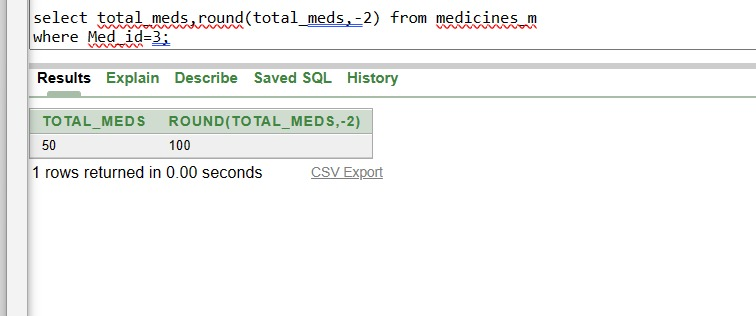 select total_meds,round(total_meds,-2) from medicines_m
where Med_id=3;
Results Explain Describe Saved SQL History
TOTAL_MEDS ROUND(TOTAL_MEDS,-2)
50 100
1 rows returned in 0.00 seconds CSV Export